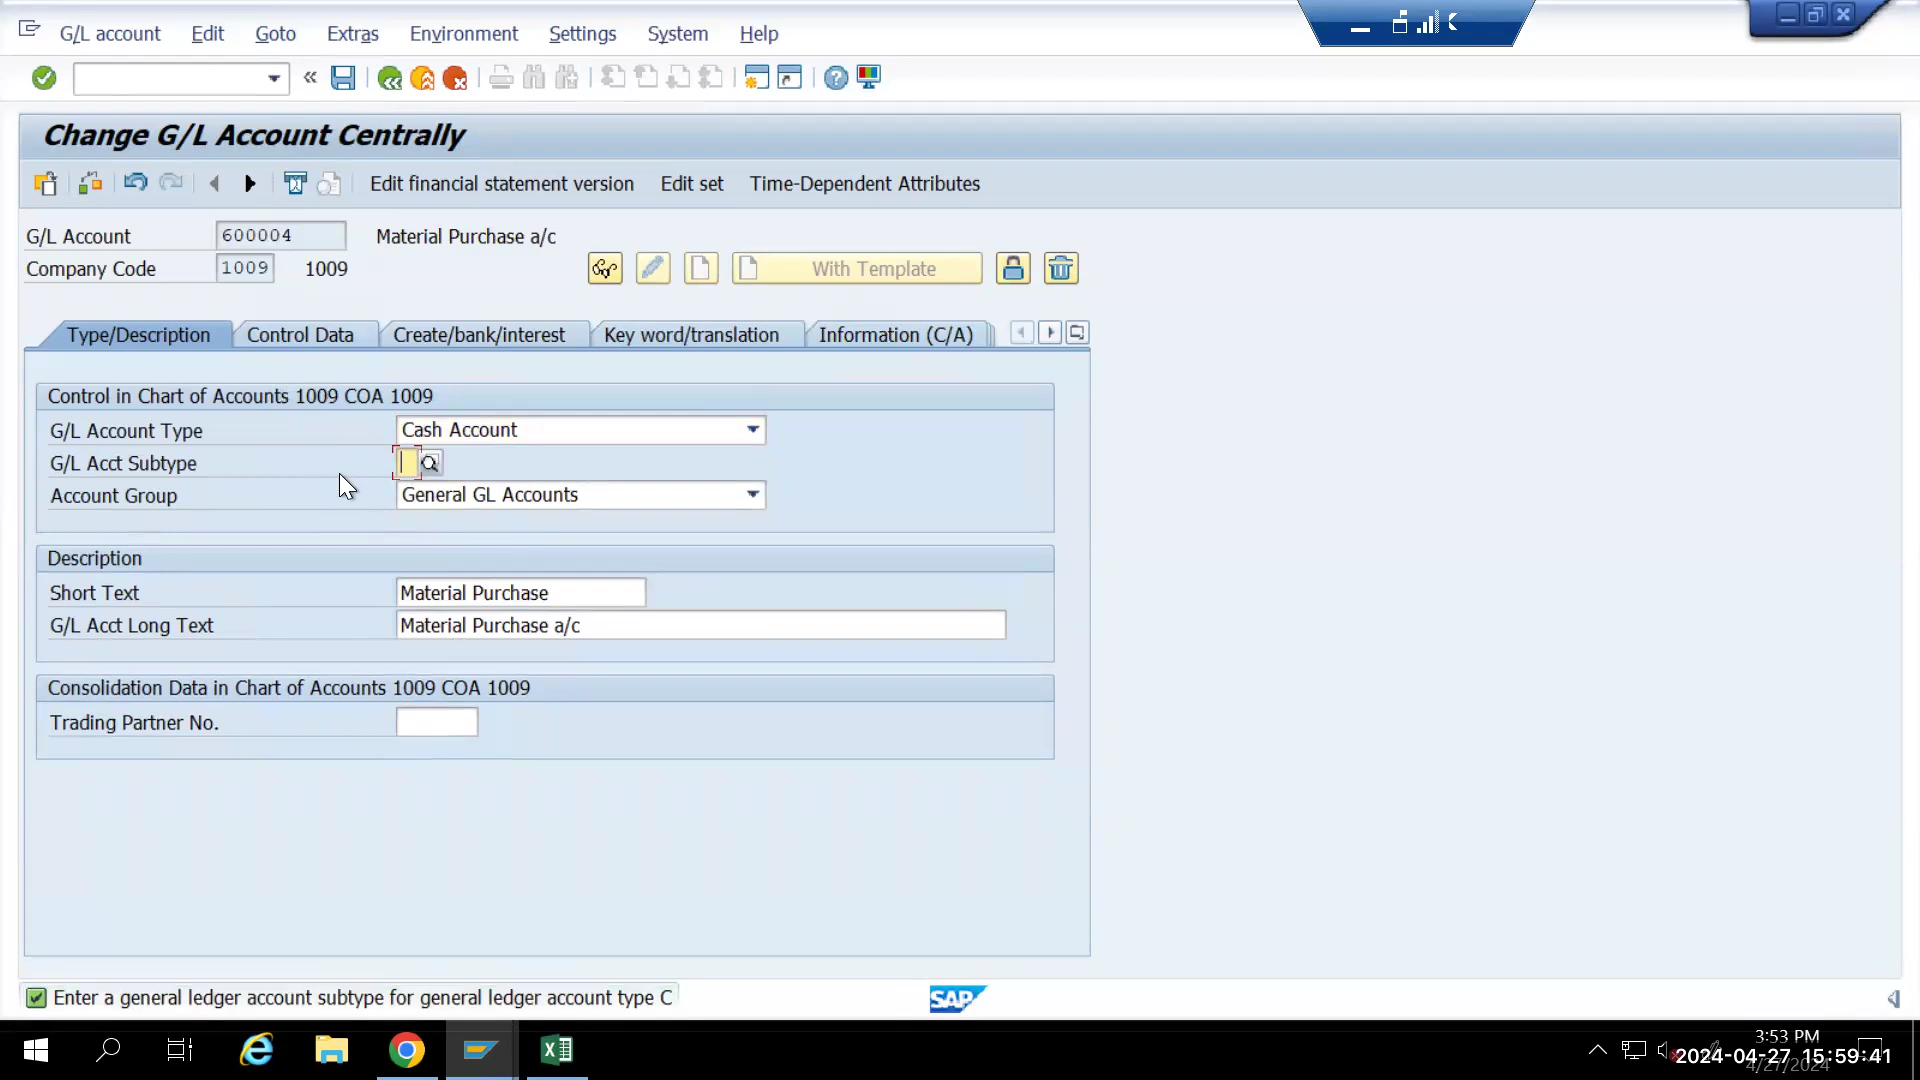 G/L account Edit Goto Extras Environment Settings System Help
Change G/L Account Centrally
Edit financial statement version Edit set Time-Dependent Attributes
G/L Account 600004 Material Purchase a/c
Company Code 1009 1009 With Template
Type/Description Control Data Create/bank/interest Key word/translation Information (C/A)
Control in Chart of Accounts 1009 COA 1009
G/L Account Type Cash Account
G/L Acct Subtype
Account Group General GL Accounts
Description
Short Text Material Purchase
G/L Acct Long Text Material Purchase a/c
Consolidation Data in Chart of Accounts 1009 COA 1009
Trading Partner No.
Enter a general ledger account subtype for general ledger account type C
SAP
3:53 PM
2024-04-27 15:59:41
4/27/2024